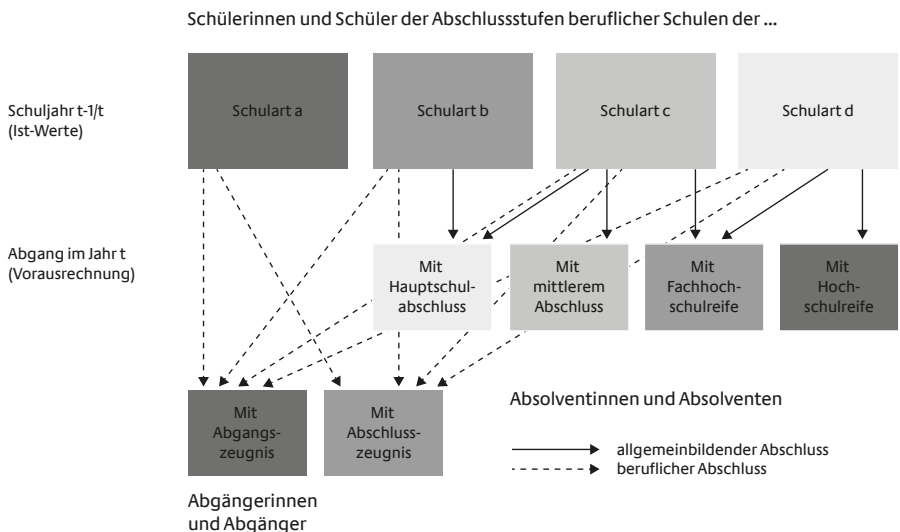 Schülerinnen und Schüler der Abschlussstufen beruflicher Schulen der ...
Schuljahr t-1/t
(Ist-Werte)
Schulart a
Schulart b
Schulart c
Schulart d
Abgang im Jahr t
(Vorausrechnung)
Mit
Hauptschul-
abschluss
Mit
mittlerem
Abschluss
Mit
Fachhoch-
schulreife
Mit
Hoch-
schulreife
Mit
Abgangs-
zeugnis
Mit
Abschluss-
zeugnis
Absolventinnen und Absolventen
allgemeinbildender Abschluss
beruflicher Abschluss
Abgängerinnen
und Abgänger